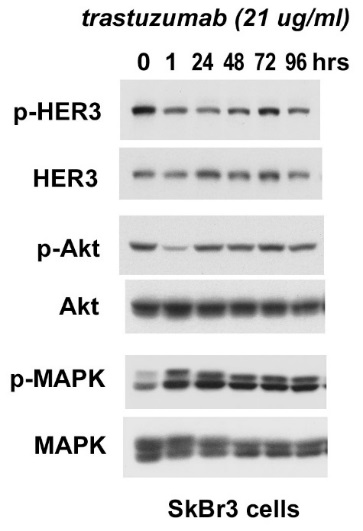 trastuzumab (21 ug/ml)
0 1 24 48 72 96 hrs
p-HER3
HER3
p-Akt
Akt
p-MAPK
MAPK
SkBr3 cells